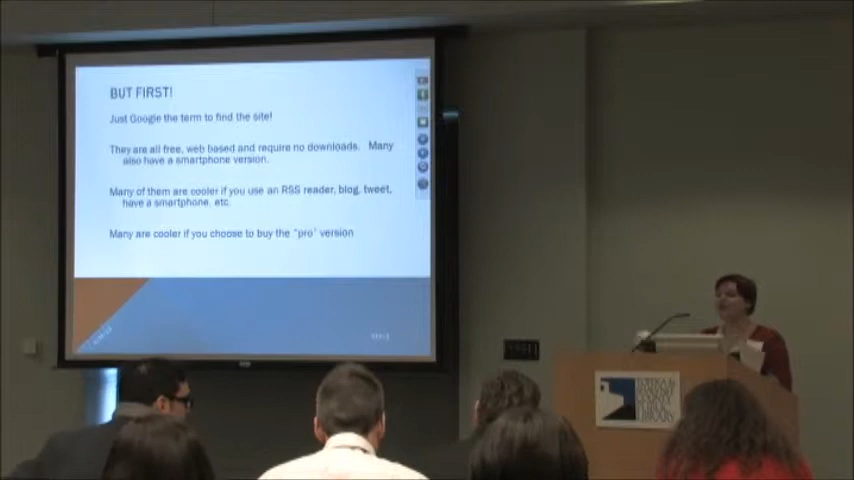 BUT FIRST!
Just Google the term to find the site!
They are all free, web based and require no downloads. Many
also have a smartphone version.
Many of them are cooler if you use an RSS reader, blog, tweet,
have a smartphone, etc.
Many are cooler if you choose to buy the "pro" version